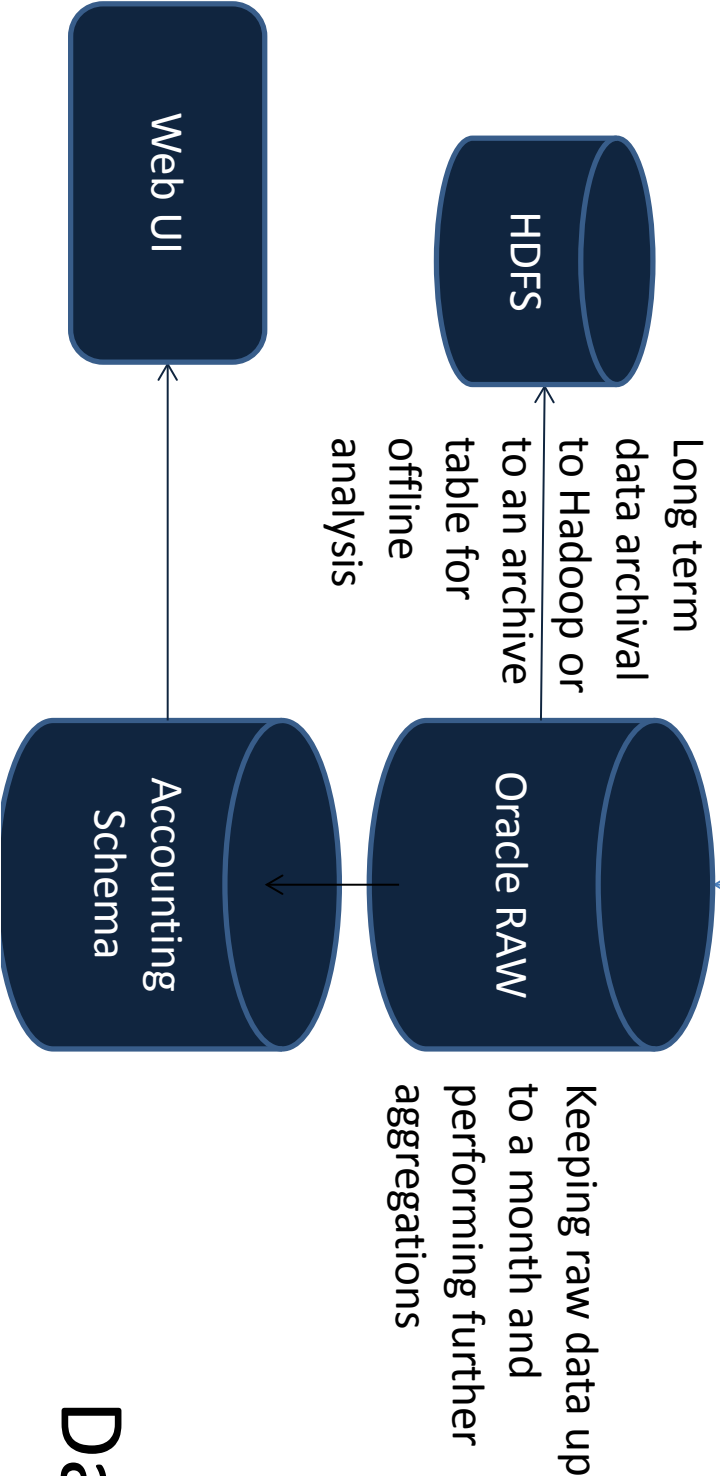 Long term
data archival
to Hadoop or
to an archive
table for
offline
analysis
HDFS
Oracle RAW
Keeping raw data up
to a month and
performing further
aggregations
Web UI
Accounting
Schema
Da